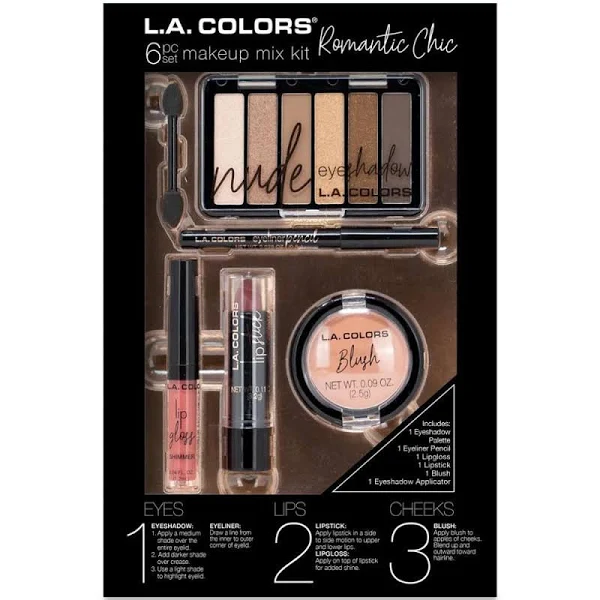 L.A. COLORS®
6 pc set makeup mix kit Romantic Chic
nude eyeshadow
L.A. COLORS
L.A. COLORS eyeliner pencil
L.A. COLORS
lip gloss
SHIMMER
L.A. COLORS
lipstick
L.A. COLORS
Blush
NET WT. 0.09 OZ.
(2.5g)
Includes:
1 Eyeshadow
Palette
1 Eyeliner Pencil
1 Lipgloss
1 Lipstick
1 Blush
1 Eyeshadow Applicator
EYES
1
EYESHADOW:
1. Apply a medium
shade over the
entire eyelid.
2. Add darker shade
over crease.
3. Use a light shade
to highlight eyelid.
EYELINER:
Draw a line from
the inner to outer
corner of eyelid.
LIPS
2
LIPSTICK:
Apply lipstick in a side
to side motion to upper
and lower lips.
LIPGLOSS:
Apply on top of lipstick
for added shine.
CHEEKS
3
BLUSH:
Apply blush to
apples of cheeks.
Blend up and
outward toward
hairline.